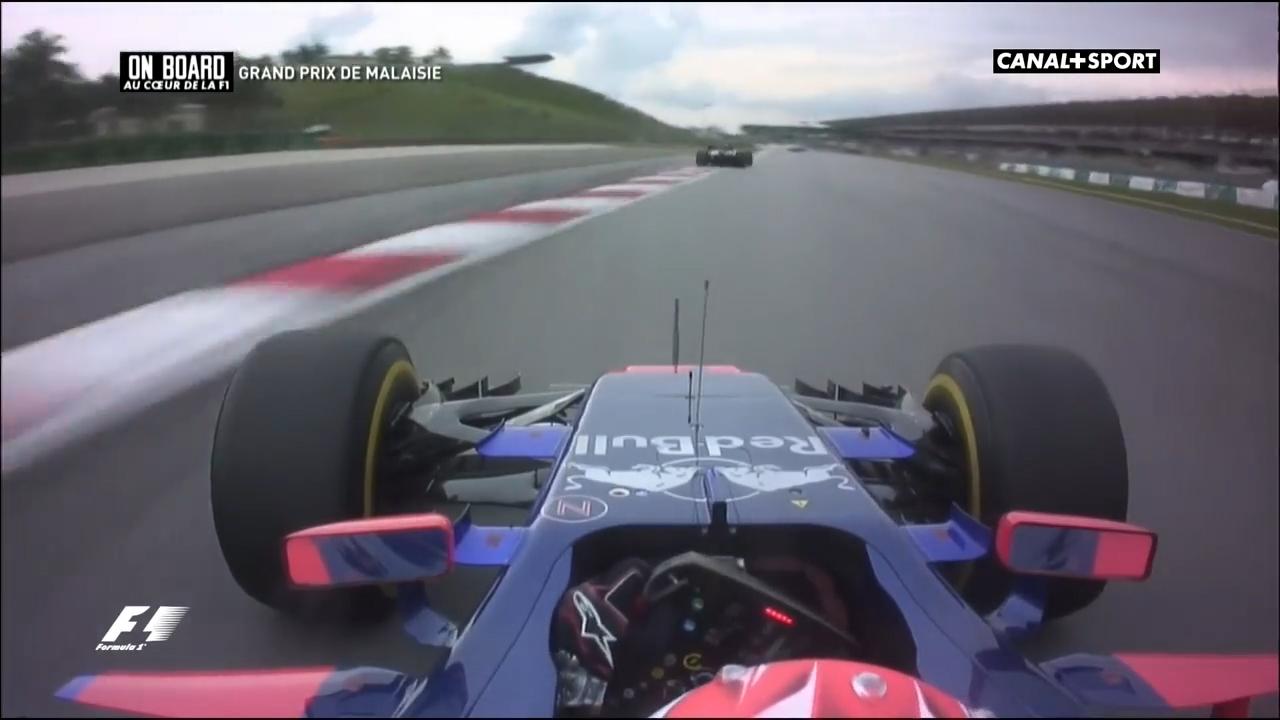 ON BOARD
AU CŒUR DE LA F1
GRAND PRIX DE MALAISIE
CANAL+SPORT
Red Bull
F1
Formula 1